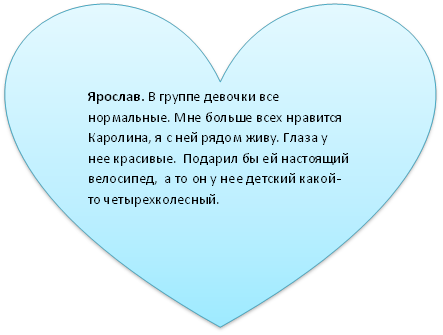 Ярослав. В группе девочки все
нормальные. Мне больше всех нравится
Каролина, я с ней рядом живу. Глаза у
нее красивые.  Подарил бы ей настоящий
велосипед,  а то он у нее детский какой-
то четырехколесный.